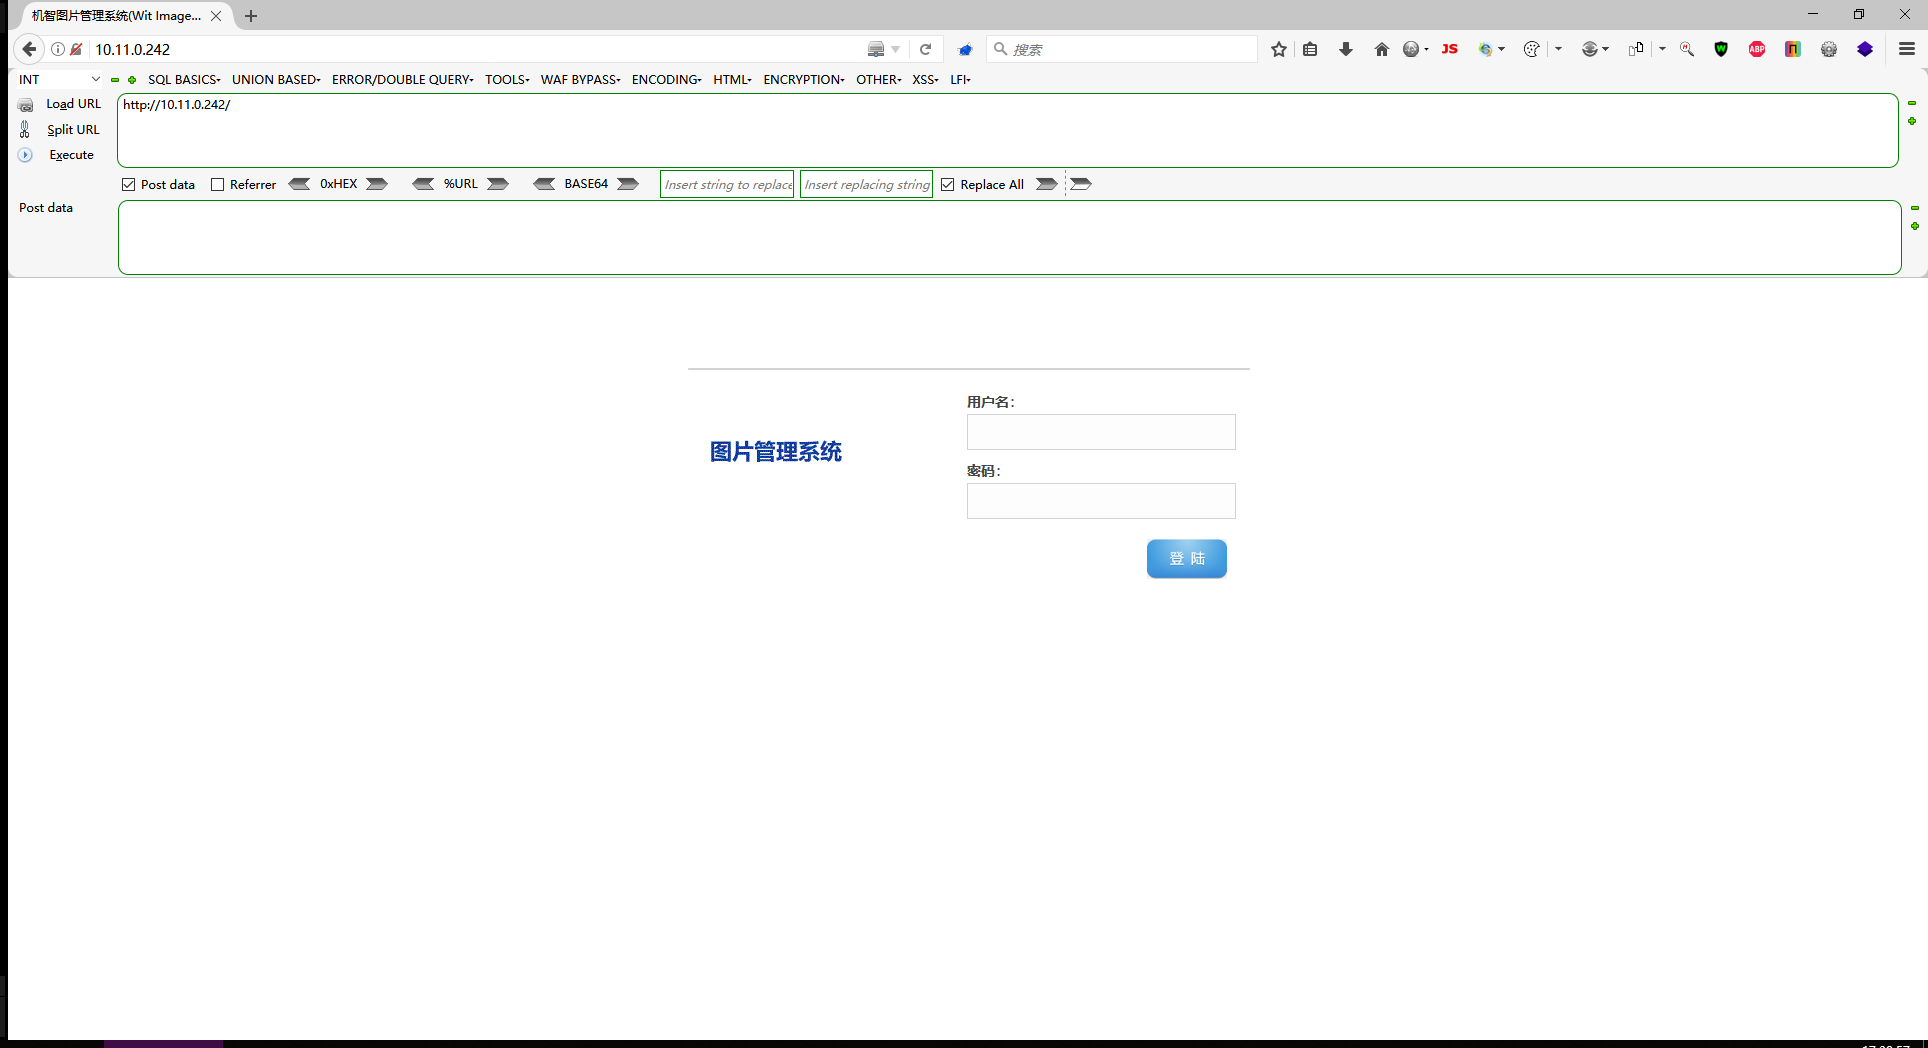 机智图片管理系统(Wit Image...
10.11.0.242
搜索
JS
ABP
INT
SQL BASICS UNION BASED ERROR/DOUBLE QUERY TOOLS WAF BYPASS ENCODING HTML ENCRYPTION OTHER XSS LFI
Load URL
http://10.11.0.242/
Split URL
Execute
Post data Referrer 0xHEX %URL BASE64 Insert string to replace Insert replacing string Replace All
Post data
用户名：
图片管理系统
密码：
登 陆